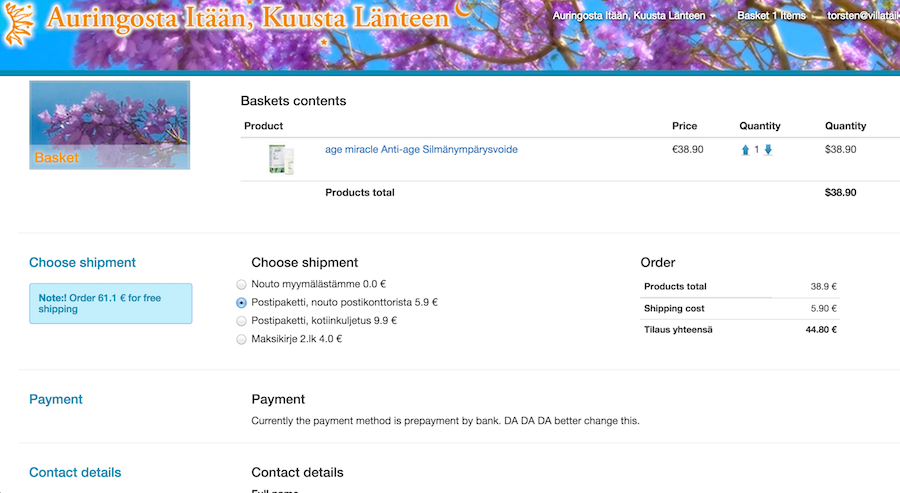 Auringosta Itään, Kuusta Länteen
Auringosta Itään, Kuusta Länteen Basket 1 Items
Basket
Baskets contents
Product Price Quantity Quantity
age miracle Anti-age Silmänympärysvoide €38.90 1 $38.90
Products total $38.90
Choose shipment
Note:! Order 61.1 € for free
shipping
Choose shipment
Nouto myymälästämme 0.0 €
Postipaketti, nouto postikonttorista 5.9 €
Postipaketti, kotiinkuljetus 9.9 €
Maksikirje 2.lk 4.0 €
Order
Products total 38.9 €
Shipping cost 5.90 €
Tilaus yhteensä 44.80 €
Payment
Payment
Currently the payment method is prepayment by bank. DA DA DA better change this.
Contact details
Contact details
Full name